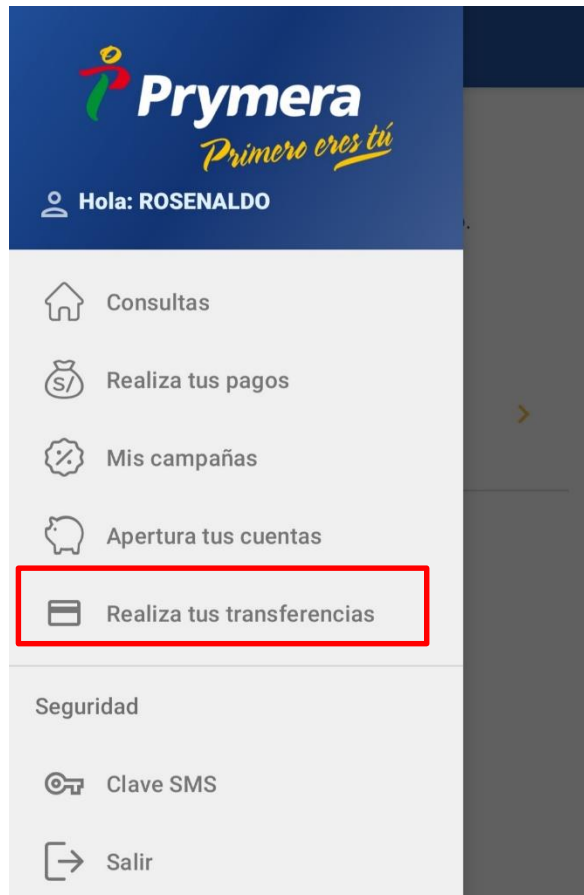 Prymera
Primero eres tú
Hola: ROSENALDO
Consultas
S/
Realiza tus pagos
Mis campañas
Apertura tus cuentas
Realiza tus transferencias
Seguridad
Clave SMS
Salir